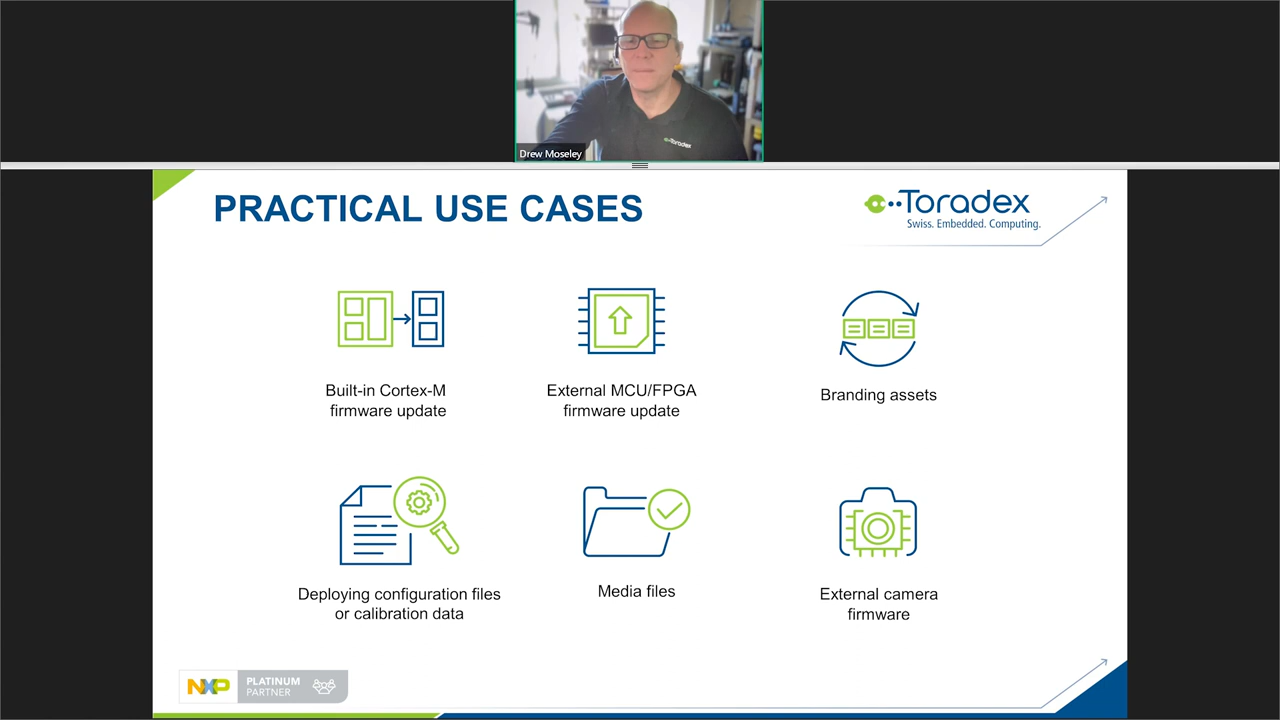 Toradex
Drew Moseley
PRACTICAL USE CASES
Toradex
Swiss. Embedded. Computing.
Built-in Cortex-M
firmware update
External MCU/FPGA
firmware update
Branding assets
Deploying configuration files
or calibration data
Media files
External camera
firmware
NXP
PLATINUM
PARTNER